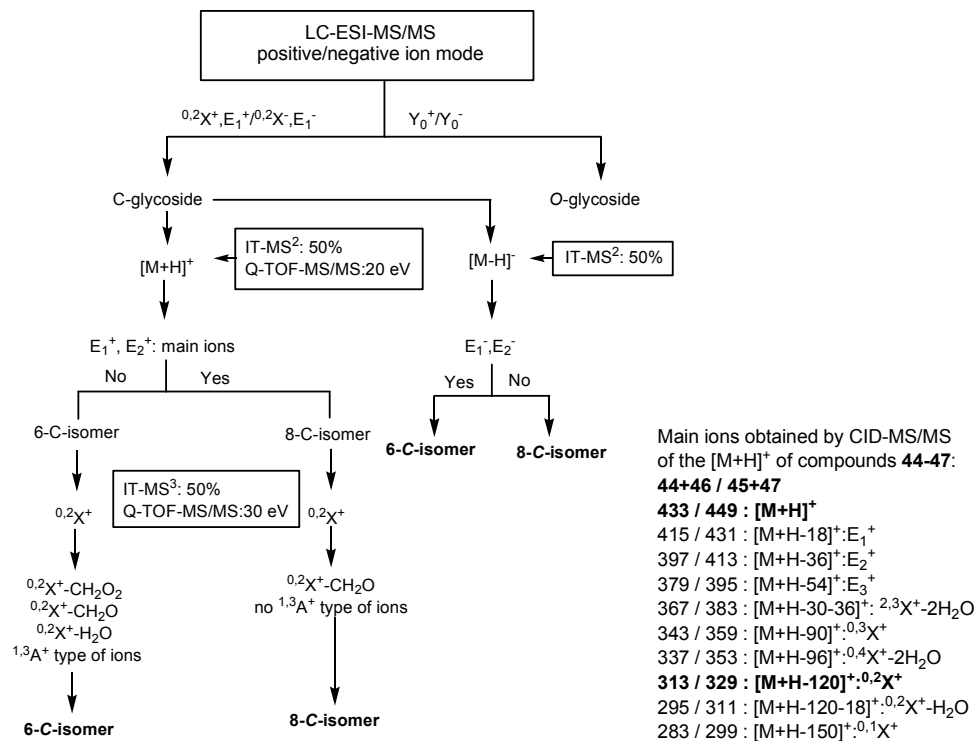 LC-ESI-MS/MS
positive/negative ion mode
⁰,²X⁺,E₁⁺/⁰,²X⁻,E₁⁻
Y₀⁺/Y₀⁻
C-glycoside
O-glycoside
[M+H]⁺
IT-MS²: 50%
Q-TOF-MS/MS:20 eV
[M-H]⁻
IT-MS²: 50%
E₁⁺, E₂⁺: main ions
E₁⁻,E₂⁻
No
Yes
Yes
No
6-C-isomer
8-C-isomer
6-C-isomer
8-C-isomer
IT-MS³: 50%
Q-TOF-MS/MS:30 eV
⁰,²X⁺
⁰,²X⁺
⁰,²X⁺-CH₂O₂
⁰,²X⁺-CH₂O
⁰,²X⁺-H₂O
¹,³A⁺ type of ions
⁰,²X⁺-CH₂O
no ¹,³A⁺ type of ions
6-C-isomer
8-C-isomer
Main ions obtained by CID-MS/MS
of the [M+H]⁺ of compounds 44-47:
44+46 / 45+47
433 / 449 : [M+H]⁺
415 / 431 : [M+H-18]⁺:E₁⁺
397 / 413 : [M+H-36]⁺:E₂⁺
379 / 395 : [M+H-54]⁺:E₃⁺
367 / 383 : [M+H-30-36]⁺: ²,³X⁺-2H₂O
343 / 359 : [M+H-90]⁺:⁰,³X⁺
337 / 353 : [M+H-96]⁺:⁰,⁴X⁺-2H₂O
313 / 329 : [M+H-120]⁺:⁰,²X⁺
295 / 311 : [M+H-120-18]⁺:⁰,²X⁺-H₂O
283 / 299 : [M+H-150]⁺:⁰,¹X⁺